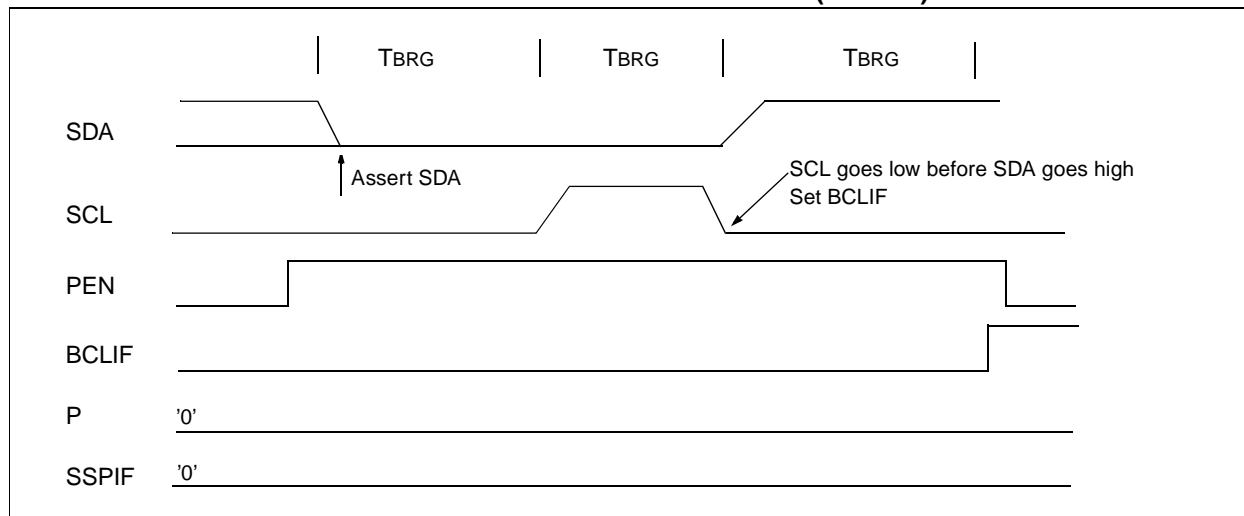 TBRG TBRG TBRG
SDA
Assert SDA
SCL goes low before SDA goes high
Set BCLIF
SCL
PEN
BCLIF
P '0'
SSPIF '0'